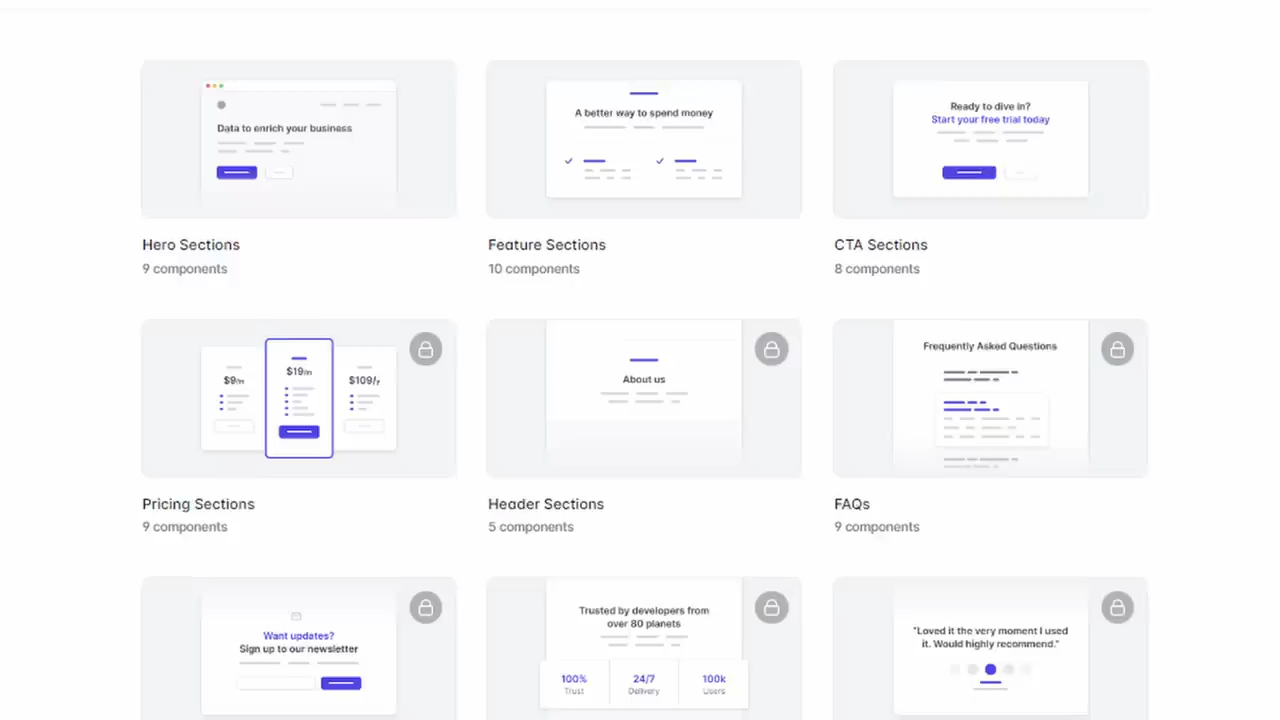 Data to enrich your business
A better way to spend money
Ready to dive in?
Start your free trial today
Hero Sections
9 components
Feature Sections
10 components
CTA Sections
8 components
$9/m
$19/m
$109/y
About us
Frequently Asked Questions
Pricing Sections
9 components
Header Sections
5 components
FAQs
9 components
Want updates?
Sign up to our newsletter
Trusted by developers from
over 80 planets
100%
Trust
24/7
Delivery
100k
Users
"Loved it the very moment I used
it. Would highly recommend."